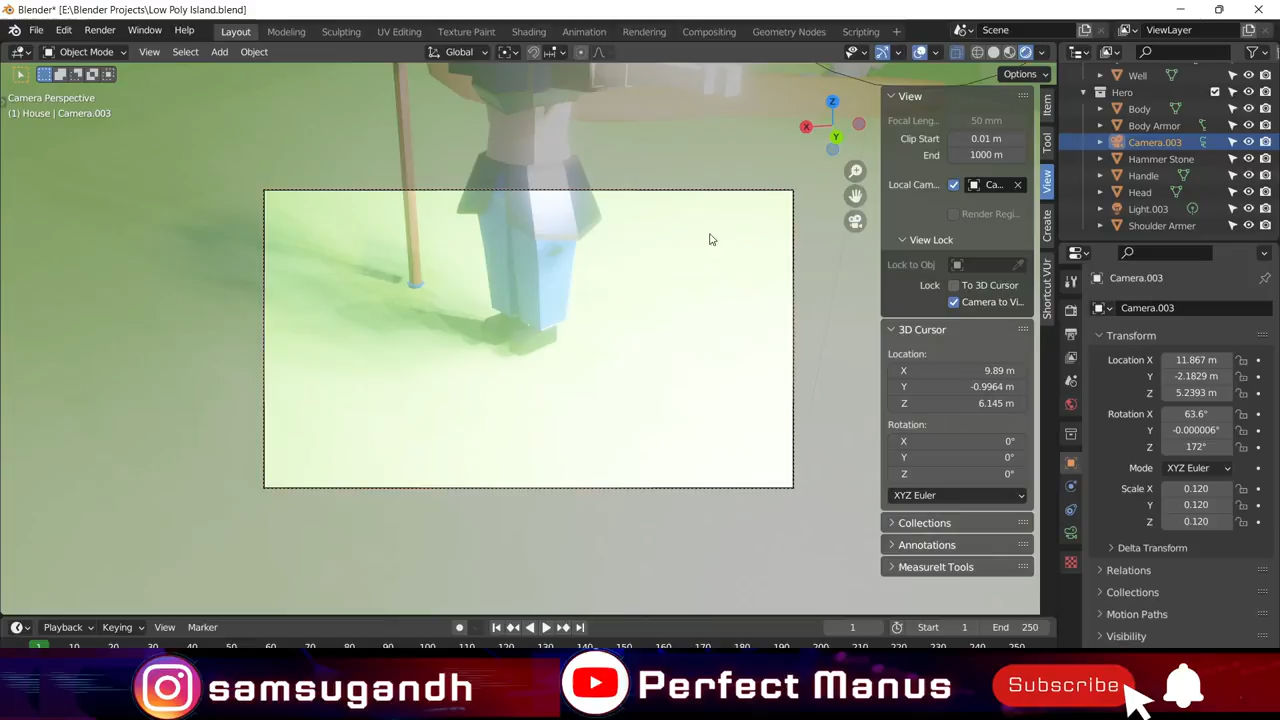 Blender* [E:\Blender Projects\Low Poly Island.blend]
File Edit Render Window Help Layout Modeling Sculpting UV Editing Texture Paint Shading Animation Rendering Compositing Geometry Nodes Scripting + Scene ViewLayer
Object Mode View Select Add Object Global
Options
Camera Perspective
(1) House | Camera.003
X
Y
Z
View
Focal Leng... 50 mm
Clip Start 0.01 m
End 1000 m
Local Cam... Ca...
Render Regi...
View Lock
Lock to Obj
Lock To 3D Cursor
Camera to Vi...
3D Cursor
Location:
X 9.89 m
Y -0.9964 m
Z 6.145 m
Rotation:
X 0°
Y 0°
Z 0°
XYZ Euler
Collections
Annotations
MeasureIt Tools
Item
Tool
View
Create
Shortcut VUr
Well
Hero
Body
Body Armor
Camera.003
Hammer Stone
Handle
Head
Light.003
Shoulder Armer
Camera.003
Camera.003
Transform
Location X 11.867 m
Y -2.1829 m
Z 5.2393 m
Rotation X 63.6°
Y -0.000006°
Z 172°
Mode XYZ Euler
Scale X 0.120
Y 0.120
Z 0.120
Delta Transform
Relations
Collections
Motion Paths
Visibility
Playback Keying View Marker 1 Start 1 End 250
samsugandh
Perfect Manus
Subscribe